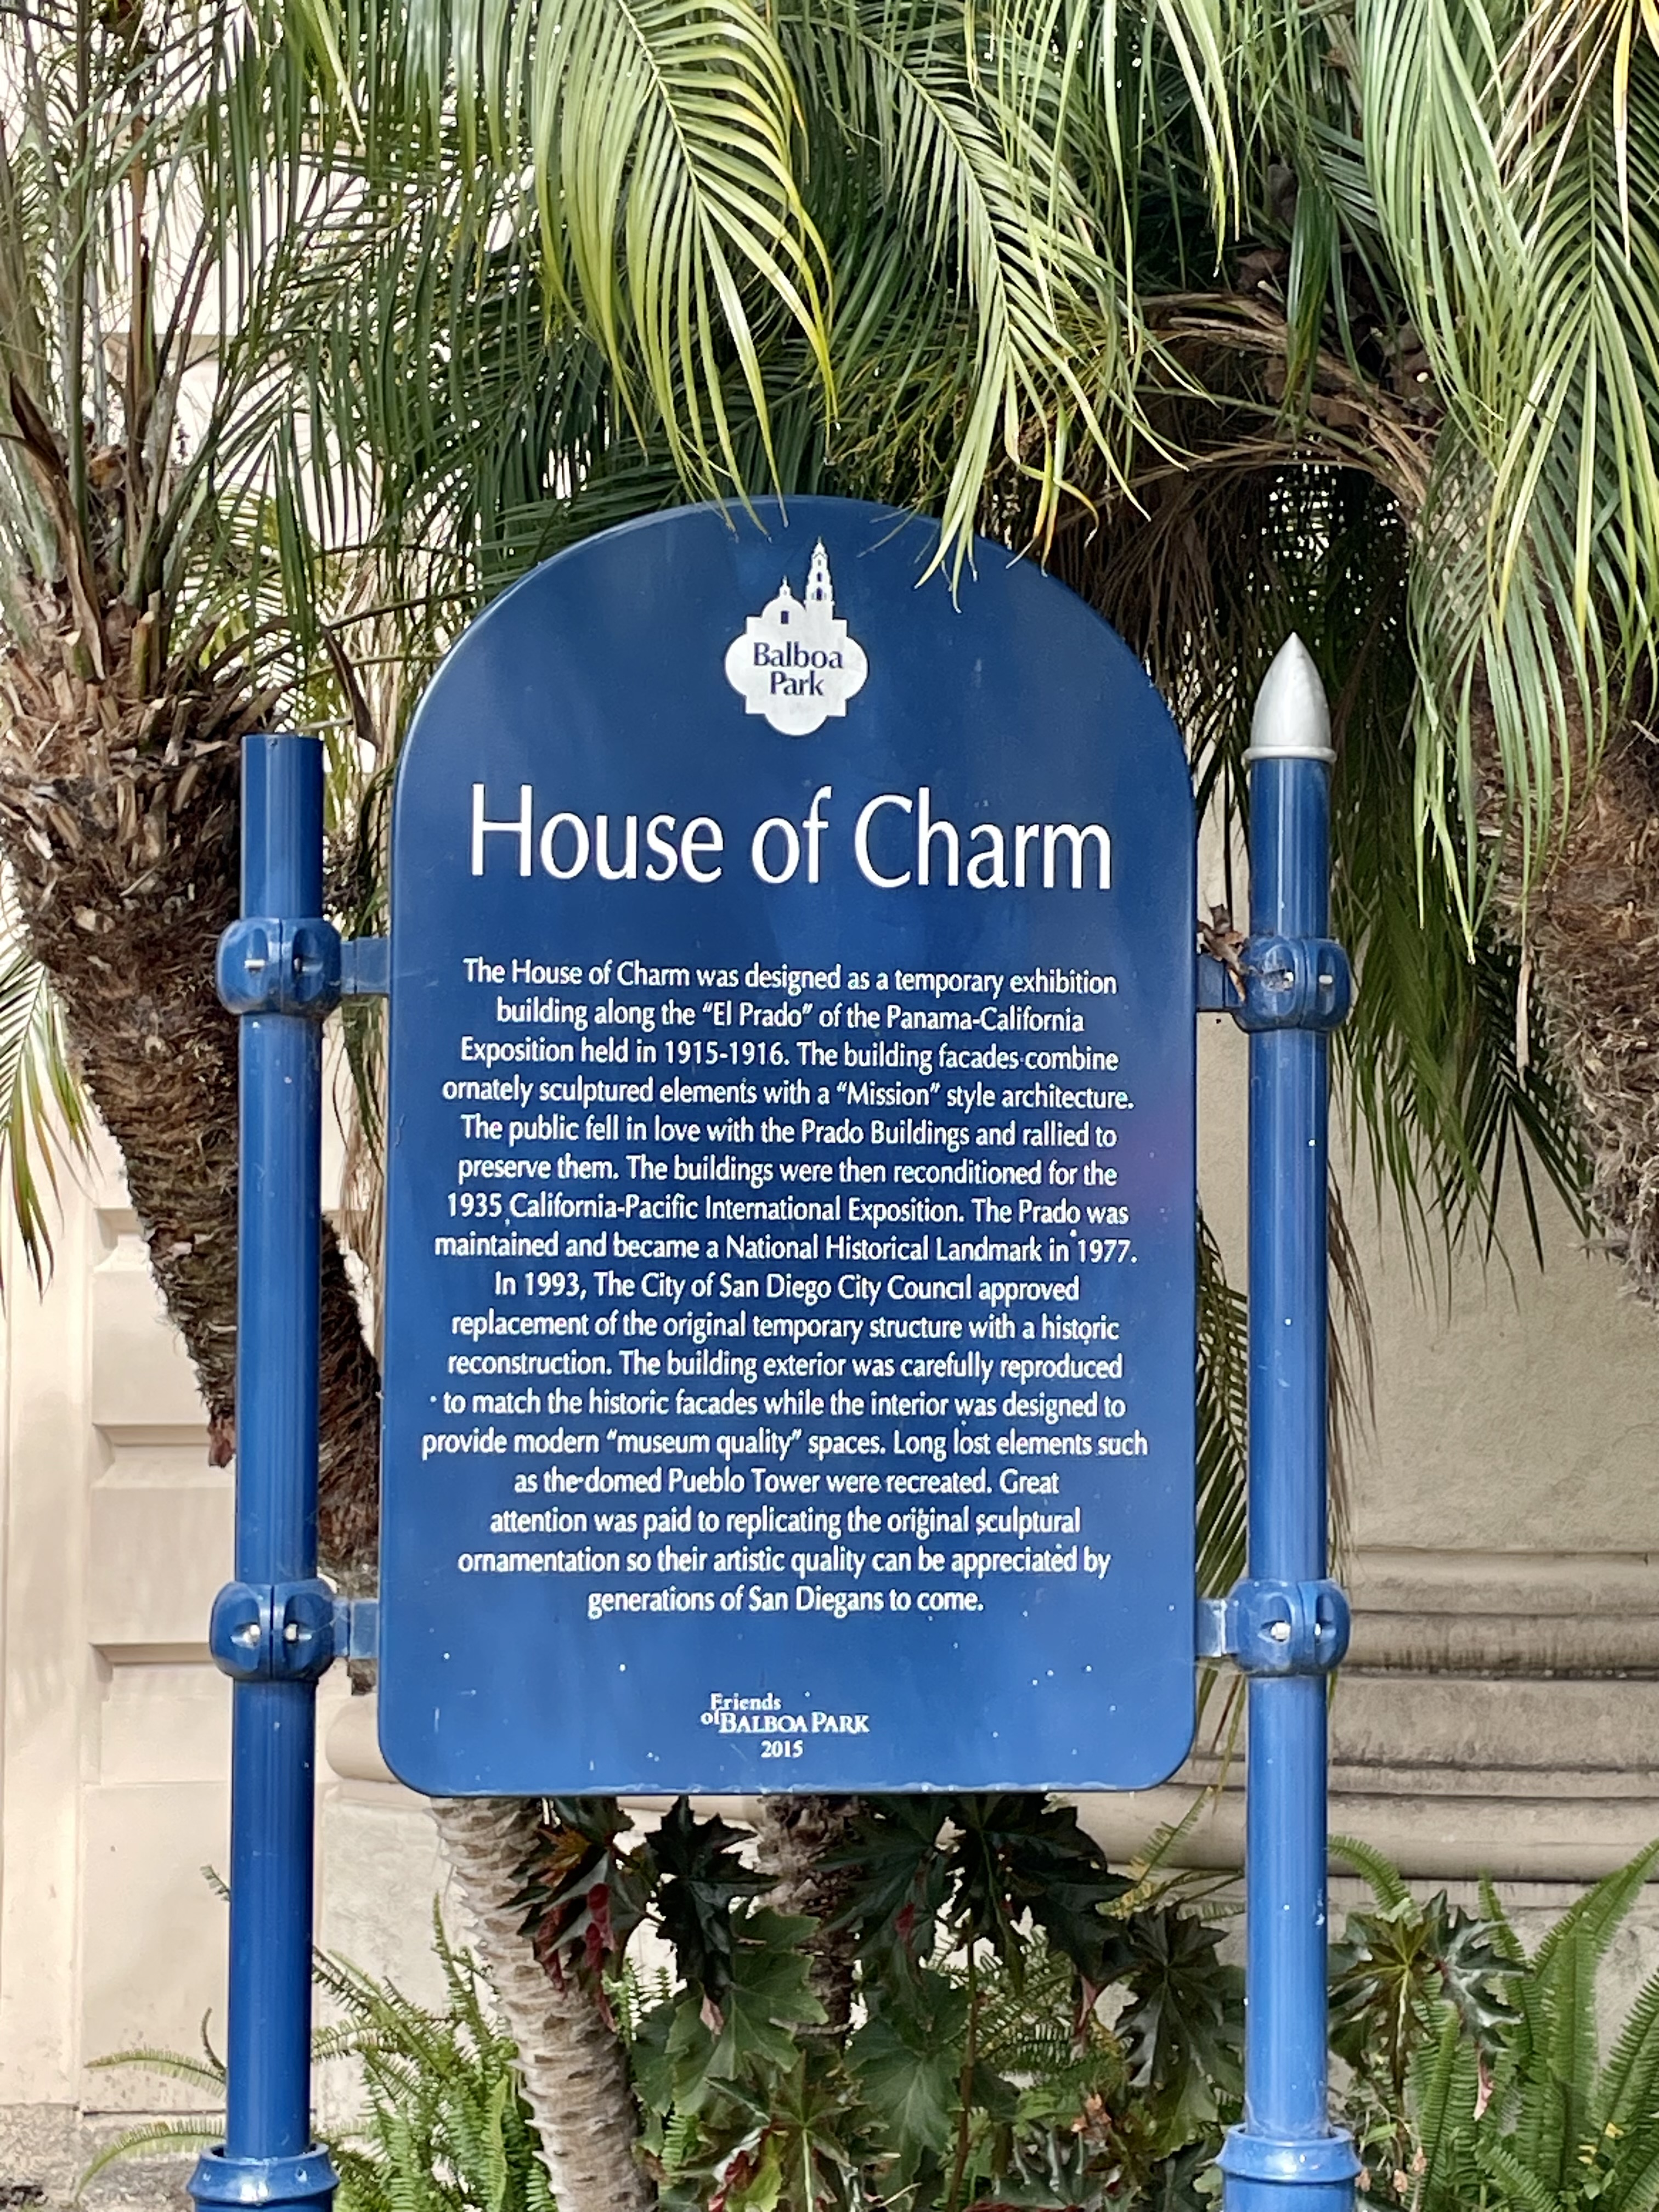 Balboa
Park
House of Charm
The House of Charm was designed as a temporary exhibition
building along the “El Prado” of the Panama-California
Exposition held in 1915-1916. The building facades combine
ornately sculptured elements with a “Mission” style architecture.
The public fell in love with the Prado Buildings and rallied to
preserve them. The buildings were then reconditioned for the
1935 California-Pacific International Exposition. The Prado was
maintained and became a National Historical Landmark in 1977.
In 1993, The City of San Diego City Council approved
replacement of the original temporary structure with a historic
reconstruction. The building exterior was carefully reproduced
to match the historic facades while the interior was designed to
provide modern “museum quality” spaces. Long lost elements such
as the domed Pueblo Tower were recreated. Great
attention was paid to replicating the original sculptural
ornamentation so their artistic quality can be appreciated by
generations of San Diegans to come.
Friends
of BALBOA PARK
2015